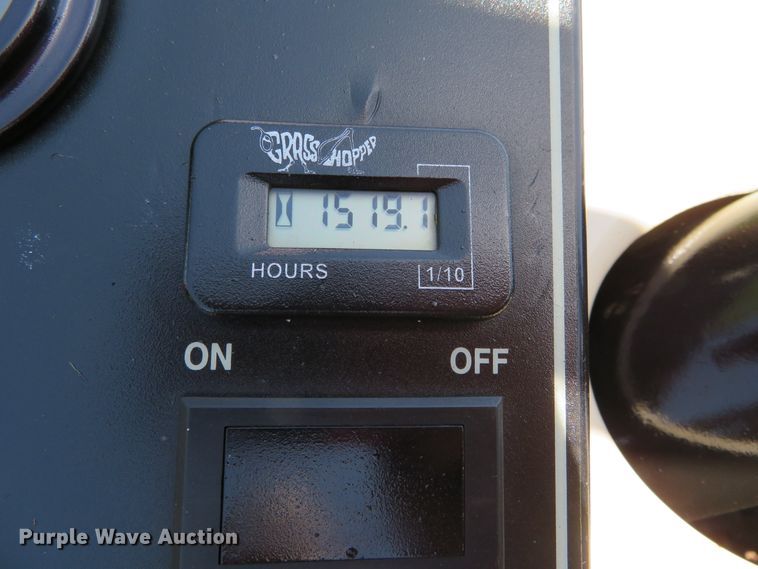 GRASSHOPPER
1519.1
HOURS 1/10
ON OFF
Purple Wave Auction®